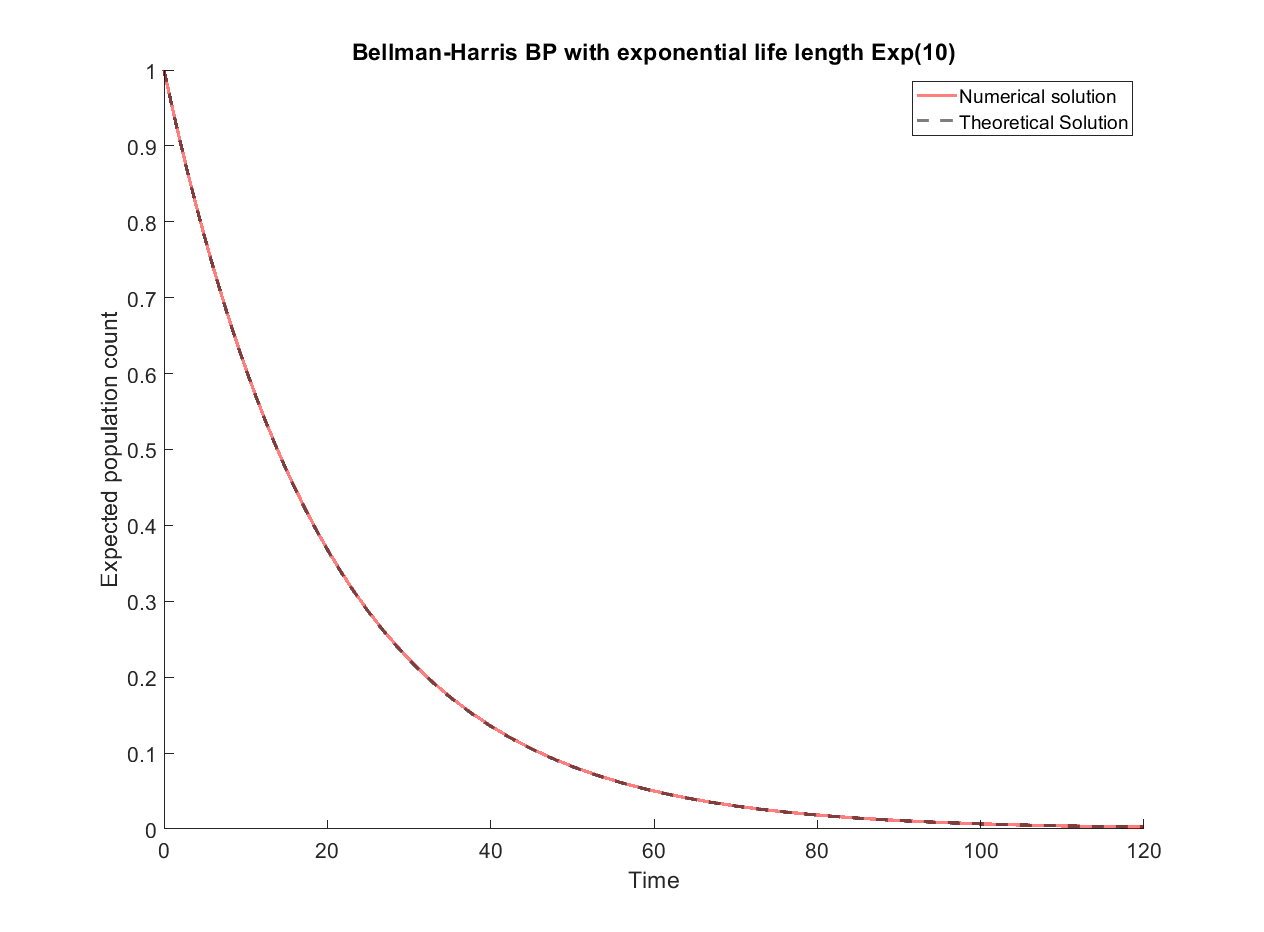 Bellman-Harris BP with exponential life length Exp(10)
Numerical solution
Theoretical Solution
Expected population count
1
0.9
0.8
0.7
0.6
0.5
0.4
0.3
0.2
0.1
0
0 20 40 60 80 100 120
Time